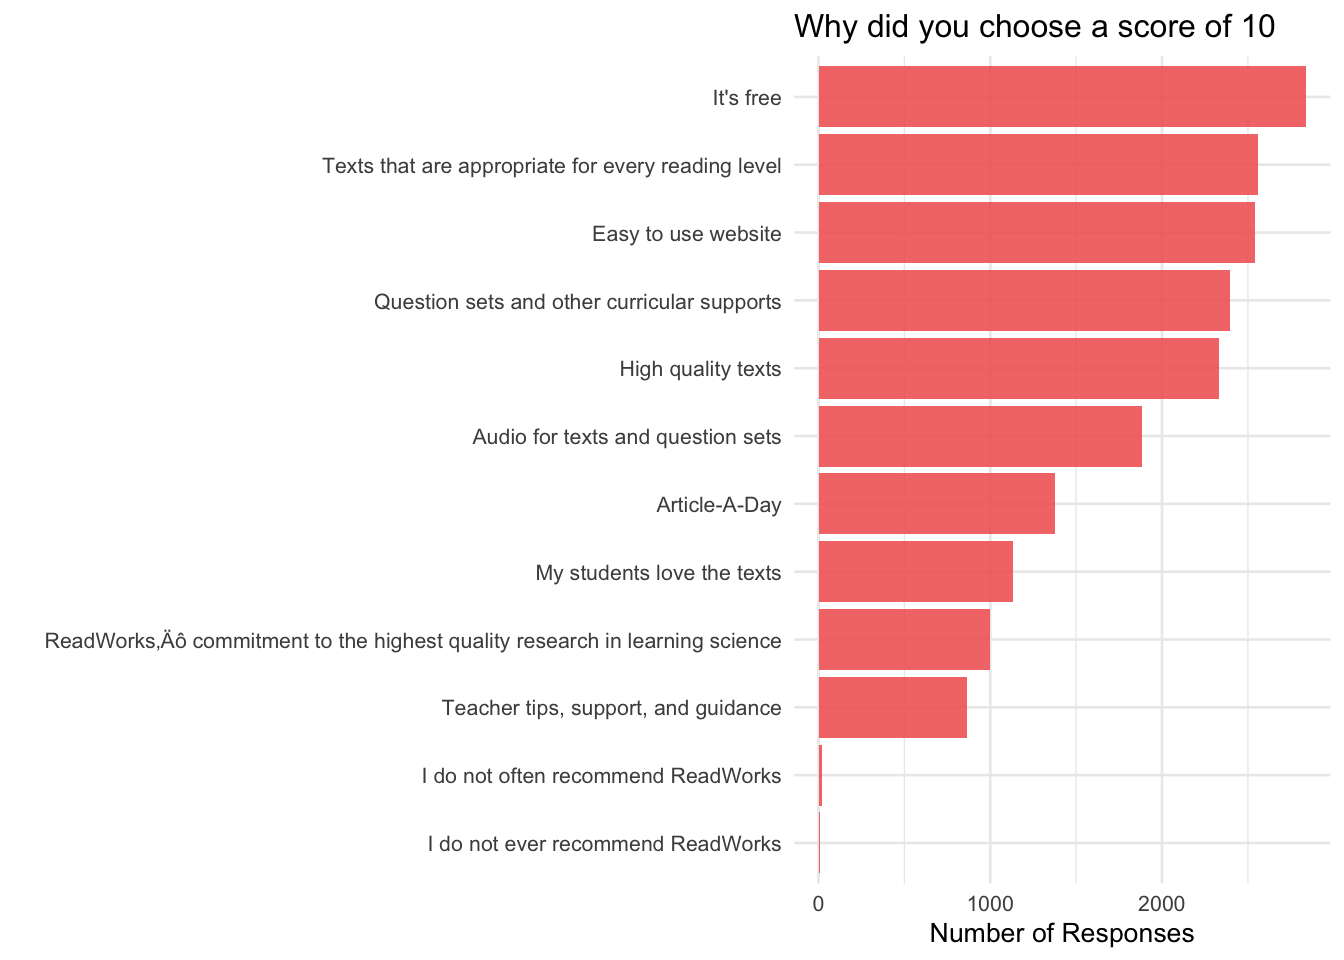 Why did you choose a score of 10
It's free
Texts that are appropriate for every reading level
Easy to use website
Question sets and other curricular supports
High quality texts
Audio for texts and question sets
Article-A-Day
My students love the texts
ReadWorks‚Äô commitment to the highest quality research in learning science
Teacher tips, support, and guidance
I do not often recommend ReadWorks
I do not ever recommend ReadWorks
0 1000 2000
Number of Responses